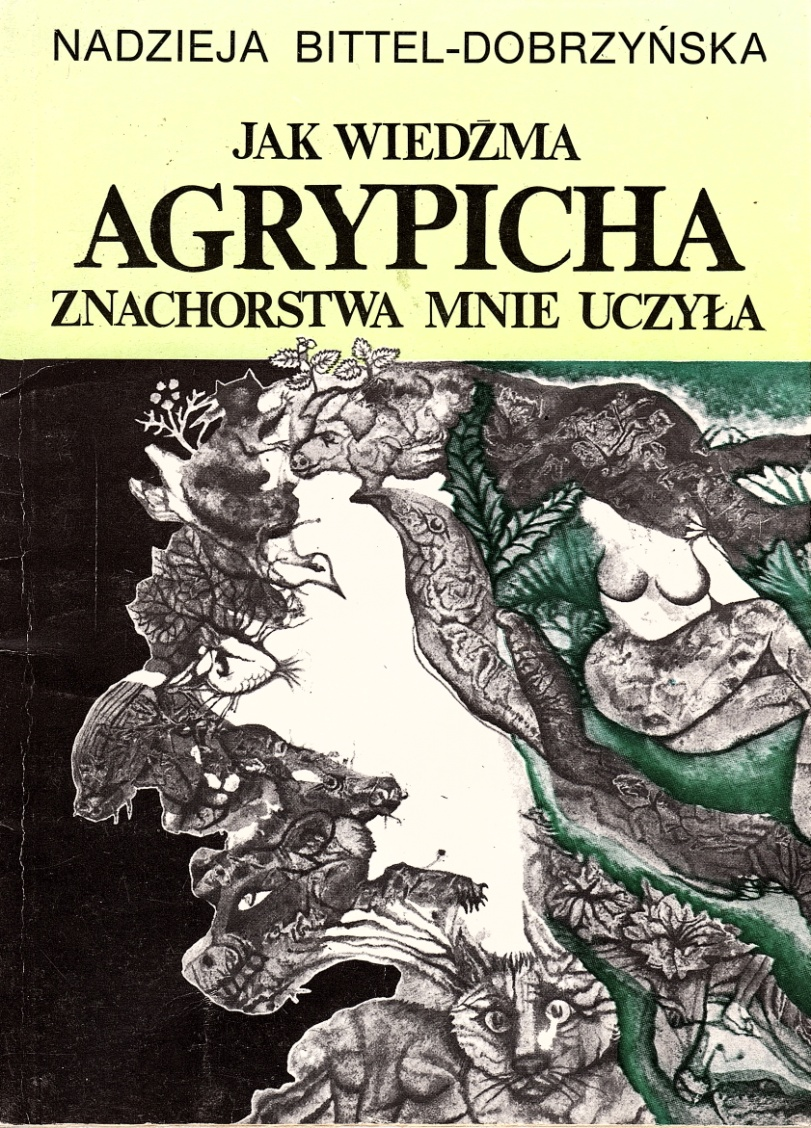 NADZIEJA BITTEL-DOBRZYŃSKA
JAK WIEDŹMA
AGRYPICHA
ZNACHORSTWA MNIE UCZYŁA